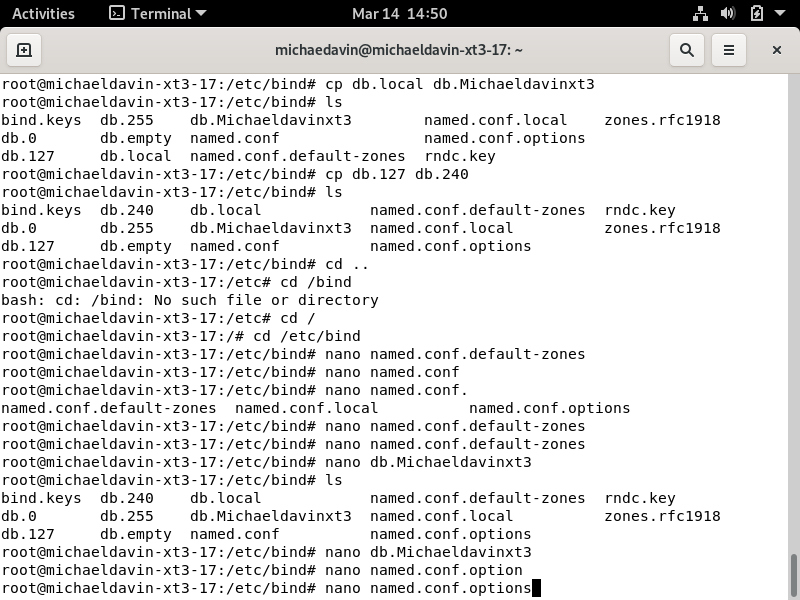 Activities Terminal Mar 14 14:50
michaedavin@michaeldavin-xt3-17: ~
root@michaeldavin-xt3-17:/etc/bind# cp db.local db.Michaeldavinxt3
root@michaeldavin-xt3-17:/etc/bind# ls
bind.keys  db.255    db.Michaeldavinxt3        named.conf.local    zones.rfc1918
db.0       db.empty  named.conf                named.conf.options
db.127     db.local  named.conf.default-zones  rndc.key
root@michaeldavin-xt3-17:/etc/bind# cp db.127 db.240
root@michaeldavin-xt3-17:/etc/bind# ls
bind.keys  db.240    db.local            named.conf.default-zones  rndc.key
db.0       db.255    db.Michaeldavinxt3  named.conf.local          zones.rfc1918
db.127     db.empty  named.conf          named.conf.options
root@michaeldavin-xt3-17:/etc/bind# cd ..
root@michaeldavin-xt3-17:/etc# cd /bind
bash: cd: /bind: No such file or directory
root@michaeldavin-xt3-17:/etc# cd /
root@michaeldavin-xt3-17:/# cd /etc/bind
root@michaeldavin-xt3-17:/etc/bind# nano named.conf.default-zones
root@michaeldavin-xt3-17:/etc/bind# nano named.conf
root@michaeldavin-xt3-17:/etc/bind# nano named.conf.
named.conf.default-zones  named.conf.local          named.conf.options
root@michaeldavin-xt3-17:/etc/bind# nano named.conf.default-zones
root@michaeldavin-xt3-17:/etc/bind# nano named.conf.default-zones
root@michaeldavin-xt3-17:/etc/bind# nano db.Michaeldavinxt3
root@michaeldavin-xt3-17:/etc/bind# ls
bind.keys  db.240    db.local            named.conf.default-zones  rndc.key
db.0       db.255    db.Michaeldavinxt3  named.conf.local          zones.rfc1918
db.127     db.empty  named.conf          named.conf.options
root@michaeldavin-xt3-17:/etc/bind# nano db.Michaeldavinxt3
root@michaeldavin-xt3-17:/etc/bind# nano named.conf.option
root@michaeldavin-xt3-17:/etc/bind# nano named.conf.options